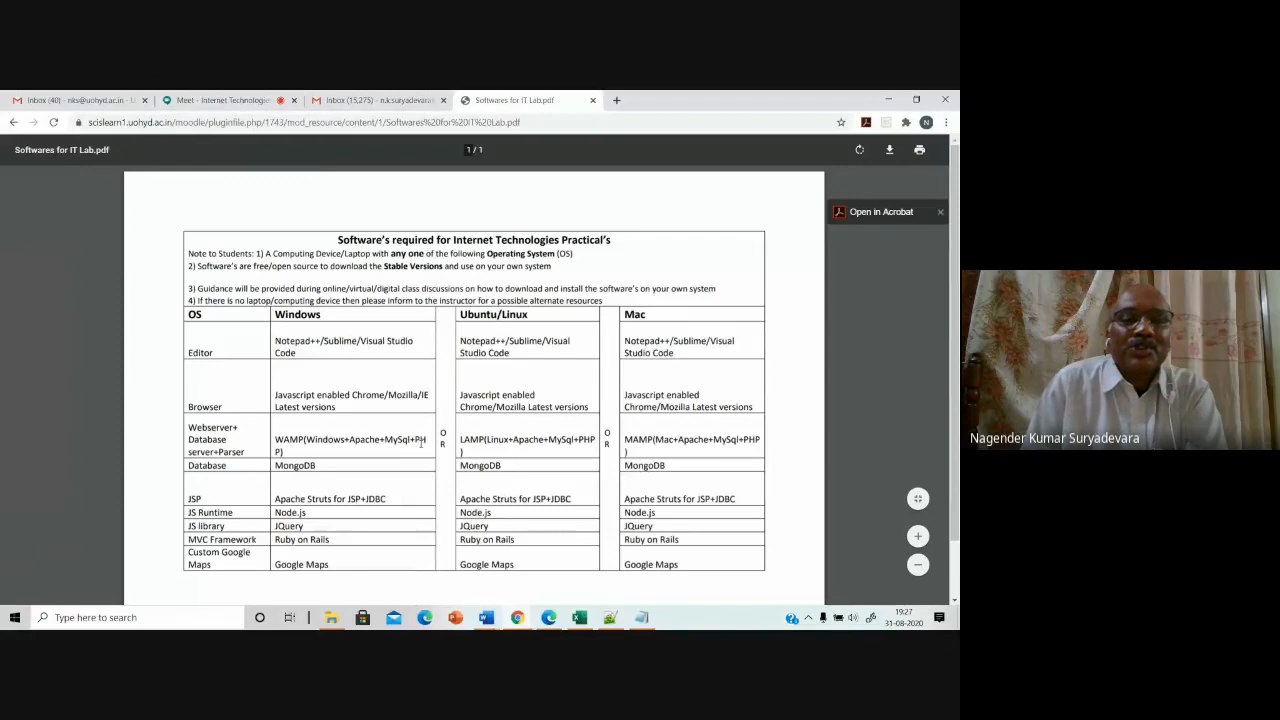 Inbox (40) - nks@uohyd.ac.in - U
Meet - Internet Technologies
Inbox (15,275) - n.k.suryadevara
Softwares for IT Lab.pdf
scislearn1.uohyd.ac.in/moodle/pluginfile.php/1743/mod_resource/content/1/Softwares%20for%20IT%20Lab.pdf
N
Softwares for IT Lab.pdf
1 / 1
Open in Acrobat
Software's required for Internet Technologies Practical's
Note to Students: 1) A Computing Device/Laptop with any one of the following Operating System (OS)
2) Software's are free/open source to download the Stable Versions and use on your own system
3) Guidance will be provided during online/virtual/digital class discussions on how to download and install the software's on your own system
4) If there is no laptop/computing device then please inform to the instructor for a possible alternate resources
OS Windows Ubuntu/Linux Mac
Editor
Notepad++/Sublime/Visual Studio
Code
Notepad++/Sublime/Visual
Studio Code
Notepad++/Sublime/Visual
Studio Code
Browser
Javascript enabled Chrome/Mozilla/IE
Latest versions
Javascript enabled
Chrome/Mozilla Latest versions
Javascript enabled
Chrome/Mozilla Latest versions
Webserver+
Database
server+Parser
WAMP(Windows+Apache+MySql+PH
P)
O
R
LAMP(Linux+Apache+MySql+PHP
)
O
R
MAMP(Mac+Apache+MySql+PHP
)
Database MongoDB MongoDB MongoDB
JSP Apache Struts for JSP+JDBC Apache Struts for JSP+JDBC Apache Struts for JSP+JDBC
JS Runtime Node.js Node.js Node.js
JS library JQuery JQuery JQuery
MVC Framework Ruby on Rails Ruby on Rails Ruby on Rails
Custom Google
Maps
Google Maps Google Maps Google Maps
Nagender Kumar Suryadevara
Type here to search
19:27
31-08-2020